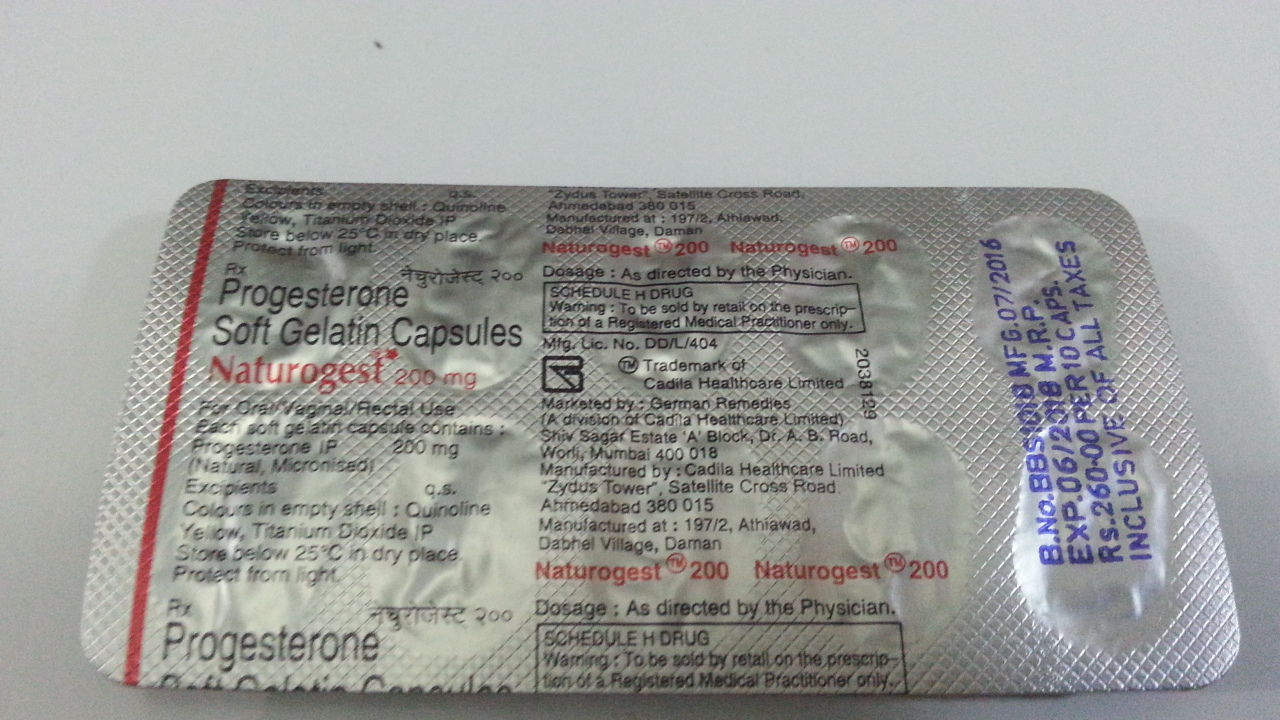 Excipients q.s.
Colours in empty shell : Quinoline
Yellow, Titanium Dioxide IP
Store below 25°C in dry place.
Protect from light.
Rx नेचुरोजेस्ट २००
Progesterone
Soft Gelatin Capsules
Naturogest* 200 mg
For Oral/Vaginal/Rectal Use
Each soft gelatin capsule contains :
Progesterone IP 200 mg
(Natural, Micronised)
Excipients q.s.
Colours in empty shell : Quinoline
Yellow, Titanium Dioxide IP
Store below 25°C in dry place.
Protect from light.
Rx नेचुरोजेस्ट २००
Progesterone
Soft Gelatin Capsules
"Zydus Tower", Satellite Cross Road,
Ahmedabad 380 015
Manufactured at : 197/2, Athiawad,
Dabhel Village, Daman
Naturogest TM 200 Naturogest TM 200
Dosage : As directed by the Physician.
SCHEDULE H DRUG
Warning : To be sold by retail on the prescrip-
tion of a Registered Medical Practitioner only.
Mfg. Lic. No. DD/L/404
TM Trademark of
Cadila Healthcare Limited
2038199
Marketed by : German Remedies
(A division of Cadila Healthcare Limited)
Shiv Sagar Estate 'A' Block, Dr. A. B. Road,
Worli, Mumbai 400 018
Manufactured by : Cadila Healthcare Limited
"Zydus Tower", Satellite Cross Road
Ahmedabad 380 015
Manufactured at : 197/2, Athiawad,
Dabhel Village, Daman
Naturogest TM 200 Naturogest TM 200
Dosage : As directed by the Physician.
SCHEDULE H DRUG
Warning : To be sold by retail on the prescrip-
tion of a Registered Medical Practitioner only.
MFG.07/2016
EXP.06/2018 M.R.P.
Rs.260·00 PER 10 CAPS.
INCLUSIVE OF ALL TAXES